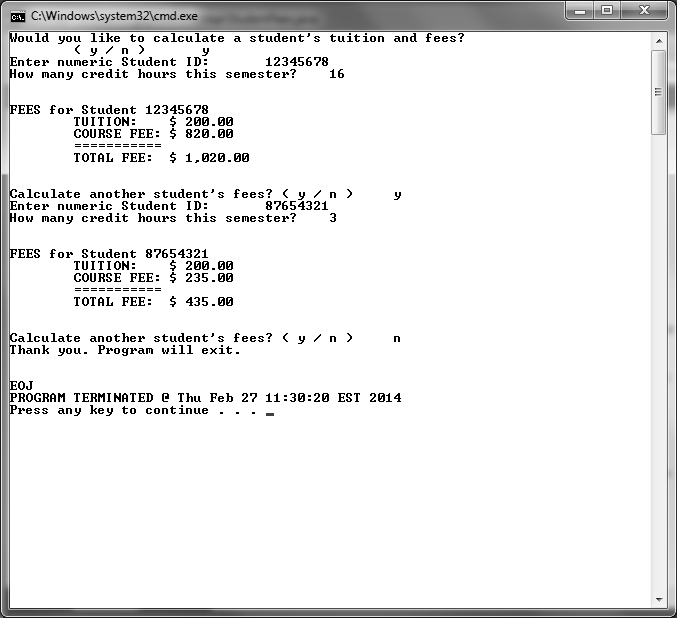 C:\Windows\system32\cmd.exe
Would you like to calculate a student's tuition and fees?
( y / n ) y
Enter numeric Student ID: 12345678
How many credit hours this semester? 16
FEES for Student 12345678
TUITION: $ 200.00
COURSE FEE: $ 820.00
===========
TOTAL FEE: $ 1,020.00
Calculate another student's fees? ( y / n ) y
Enter numeric Student ID: 87654321
How many credit hours this semester? 3
FEES for Student 87654321
TUITION: $ 200.00
COURSE FEE: $ 235.00
===========
TOTAL FEE: $ 435.00
Calculate another student's fees? ( y / n ) n
Thank you. Program will exit.
EOJ
PROGRAM TERMINATED @ Thu Feb 27 11:30:20 EST 2014
Press any key to continue . . . _